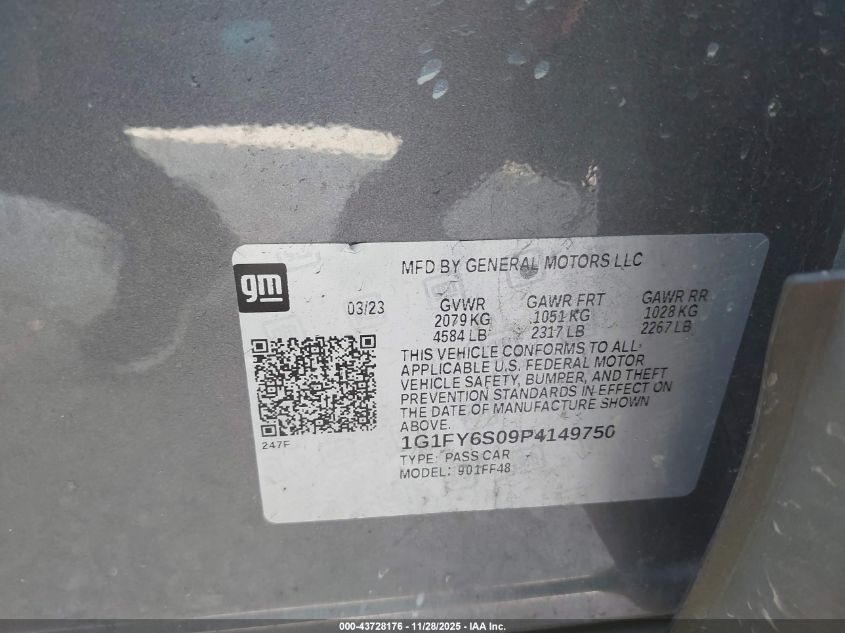 gm
MFD BY GENERAL MOTORS LLC
03/23
GVWR GAWR FRT GAWR RR
2079 KG 1051 KG 1028 KG
4584 LB 2317 LB 2267 LB
THIS VEHICLE CONFORMS TO ALL
APPLICABLE U.S. FEDERAL MOTOR
VEHICLE SAFETY, BUMPER, AND THEFT
PREVENTION STANDARDS IN EFFECT ON
THE DATE OF MANUFACTURE SHOWN
ABOVE.
247F
1G1FY6S09P4149750
TYPE: PASS CAR
MODEL: 901FF48
000-43728176 - 11/28/2025 - IAA Inc.